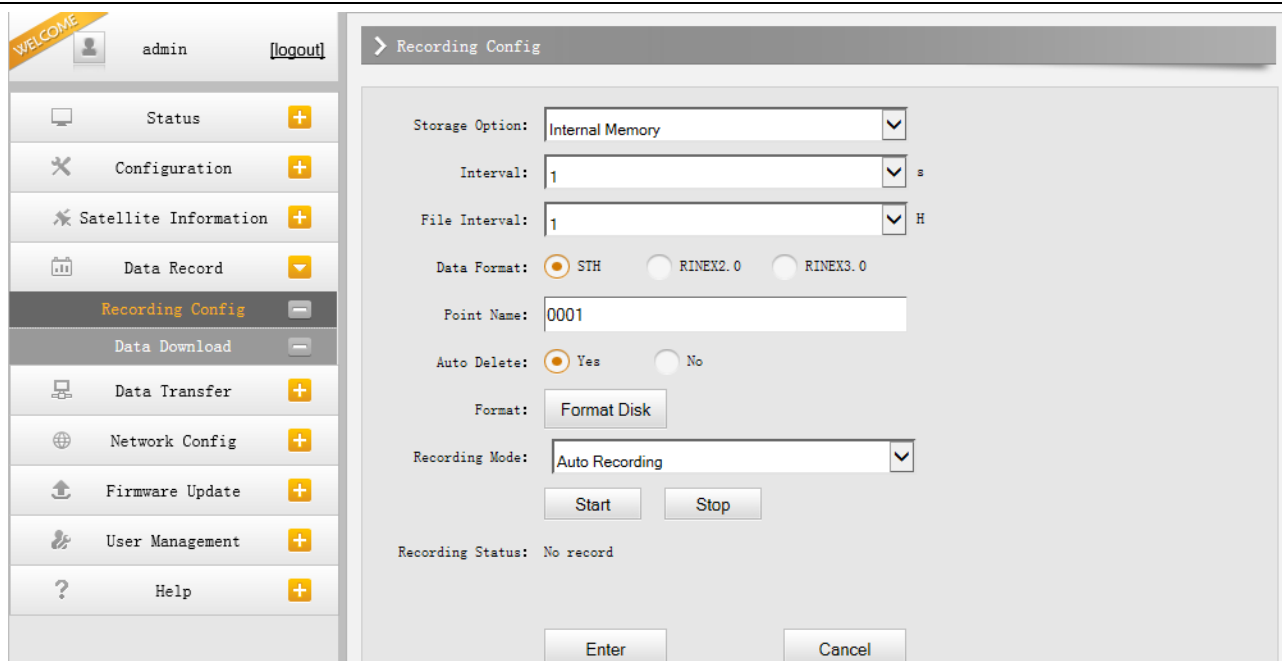 WELCOME
admin [logout]
Status
Configuration
Satellite Information
Data Record
Recording Config
Data Download
Data Transfer
Network Config
Firmware Update
User Management
Help
Recording Config
Storage Option: Internal Memory
Interval: 1 s
File Interval: 1 H
Data Format: STH RINEX2.0 RINEX3.0
Point Name: 0001
Auto Delete: Yes No
Format: Format Disk
Recording Mode: Auto Recording
Start Stop
Recording Status: No record
Enter Cancel